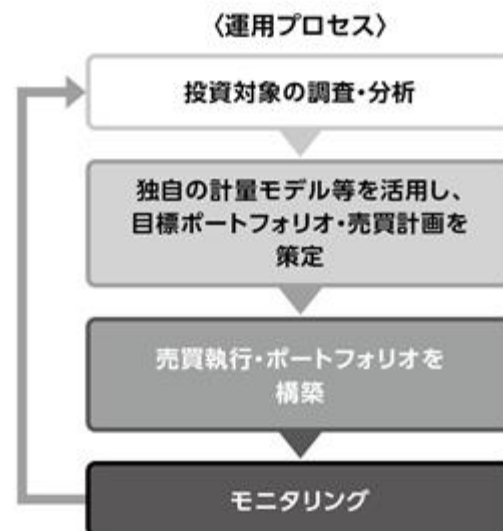 〈運用プロセス〉
投資対象の調査・分析
独自の計量モデル等を活用し、
目標ポートフォリオ・売買計画を
策定
売買執行・ポートフォリオを
構築
モニタリング